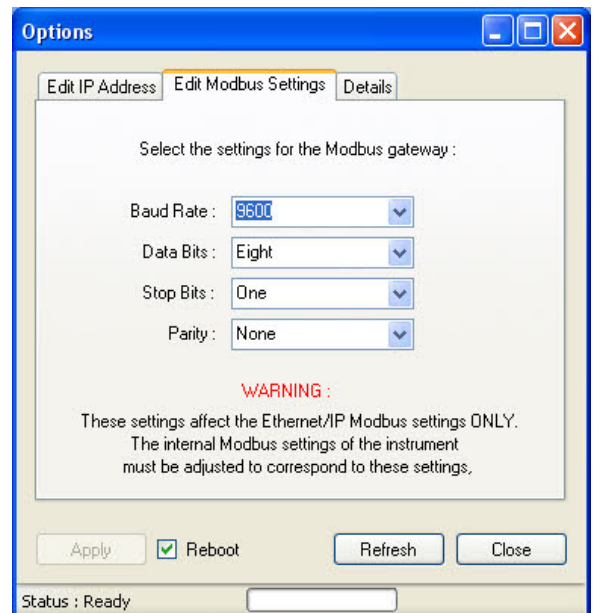 Options
Edit IP Address Edit Modbus Settings Details
Select the settings for the Modbus gateway :
Baud Rate : 9600
Data Bits : Eight
Stop Bits : One
Parity : None
WARNING :
These settings affect the Ethernet/IP Modbus settings ONLY.
The internal Modbus settings of the instrument
must be adjusted to correspond to these settings,
Apply Reboot Refresh Close
Status : Ready